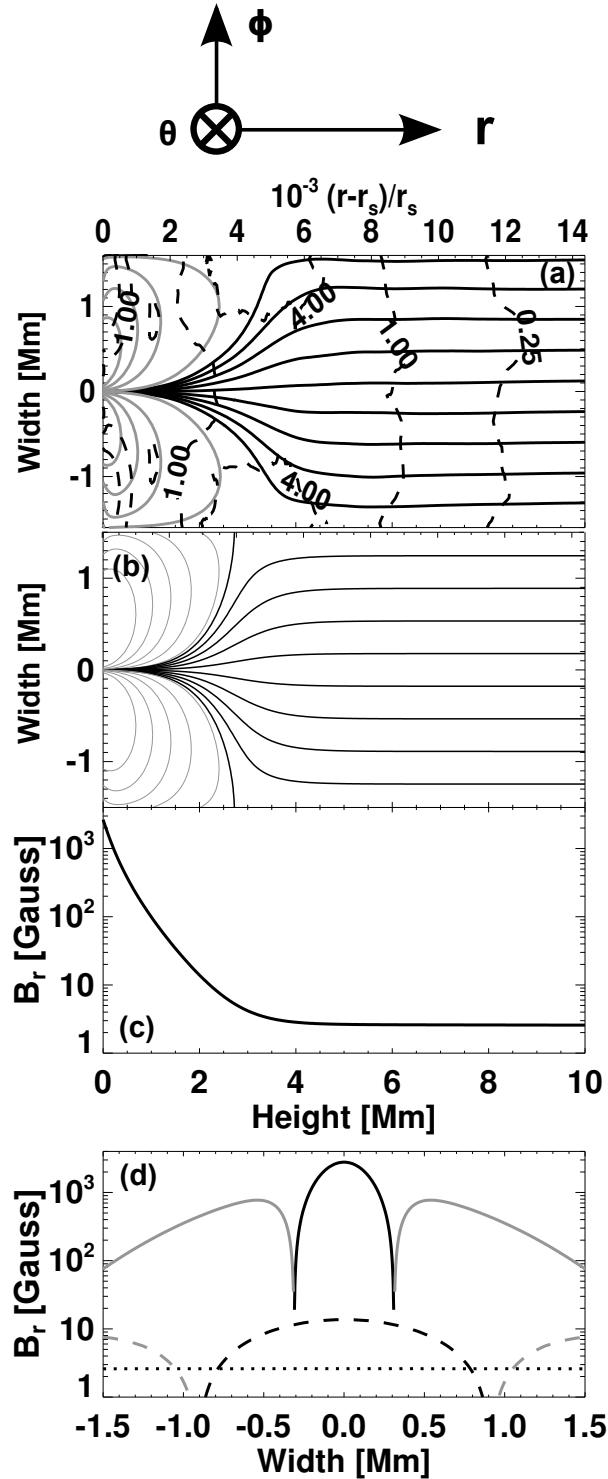 ϕ
θ
r
10⁻³ (r-rₛ)/rₛ
0 2 4 6 8 10 12 14
(a)
1
0
-1
Width [Mm]
1.00
4.00
1.00
0.25
1.00
4.00
(b)
1
0
-1
Width [Mm]
10³
10²
10
1
Bᵣ [Gauss]
(c)
0 2 4 6 8 10
Height [Mm]
(d)
10³
10²
10
1
Bᵣ [Gauss]
-1.5 -1.0 -0.5 0.0 0.5 1.0 1.5
Width [Mm]